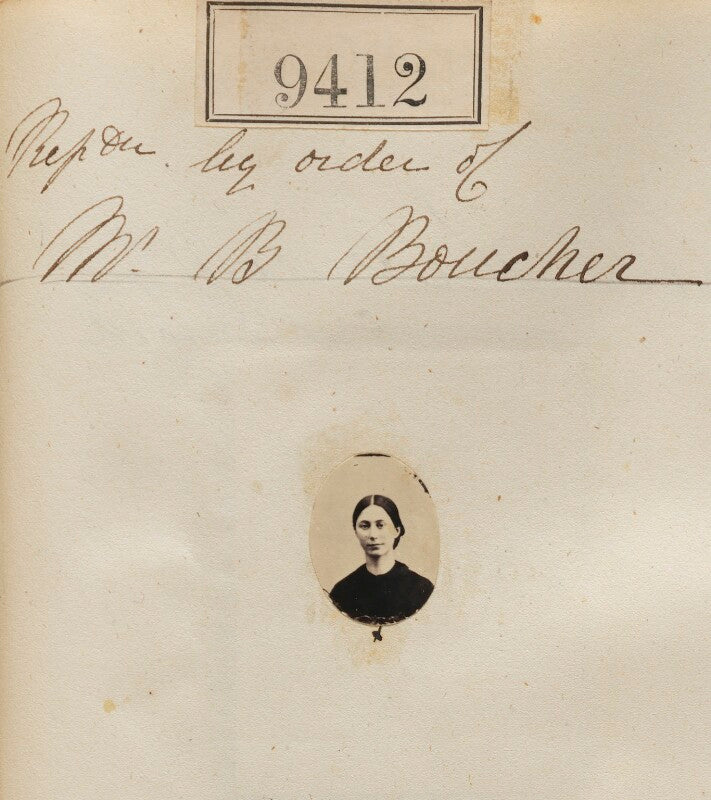 9412
Repdn. by order of
Mr. B Boucher